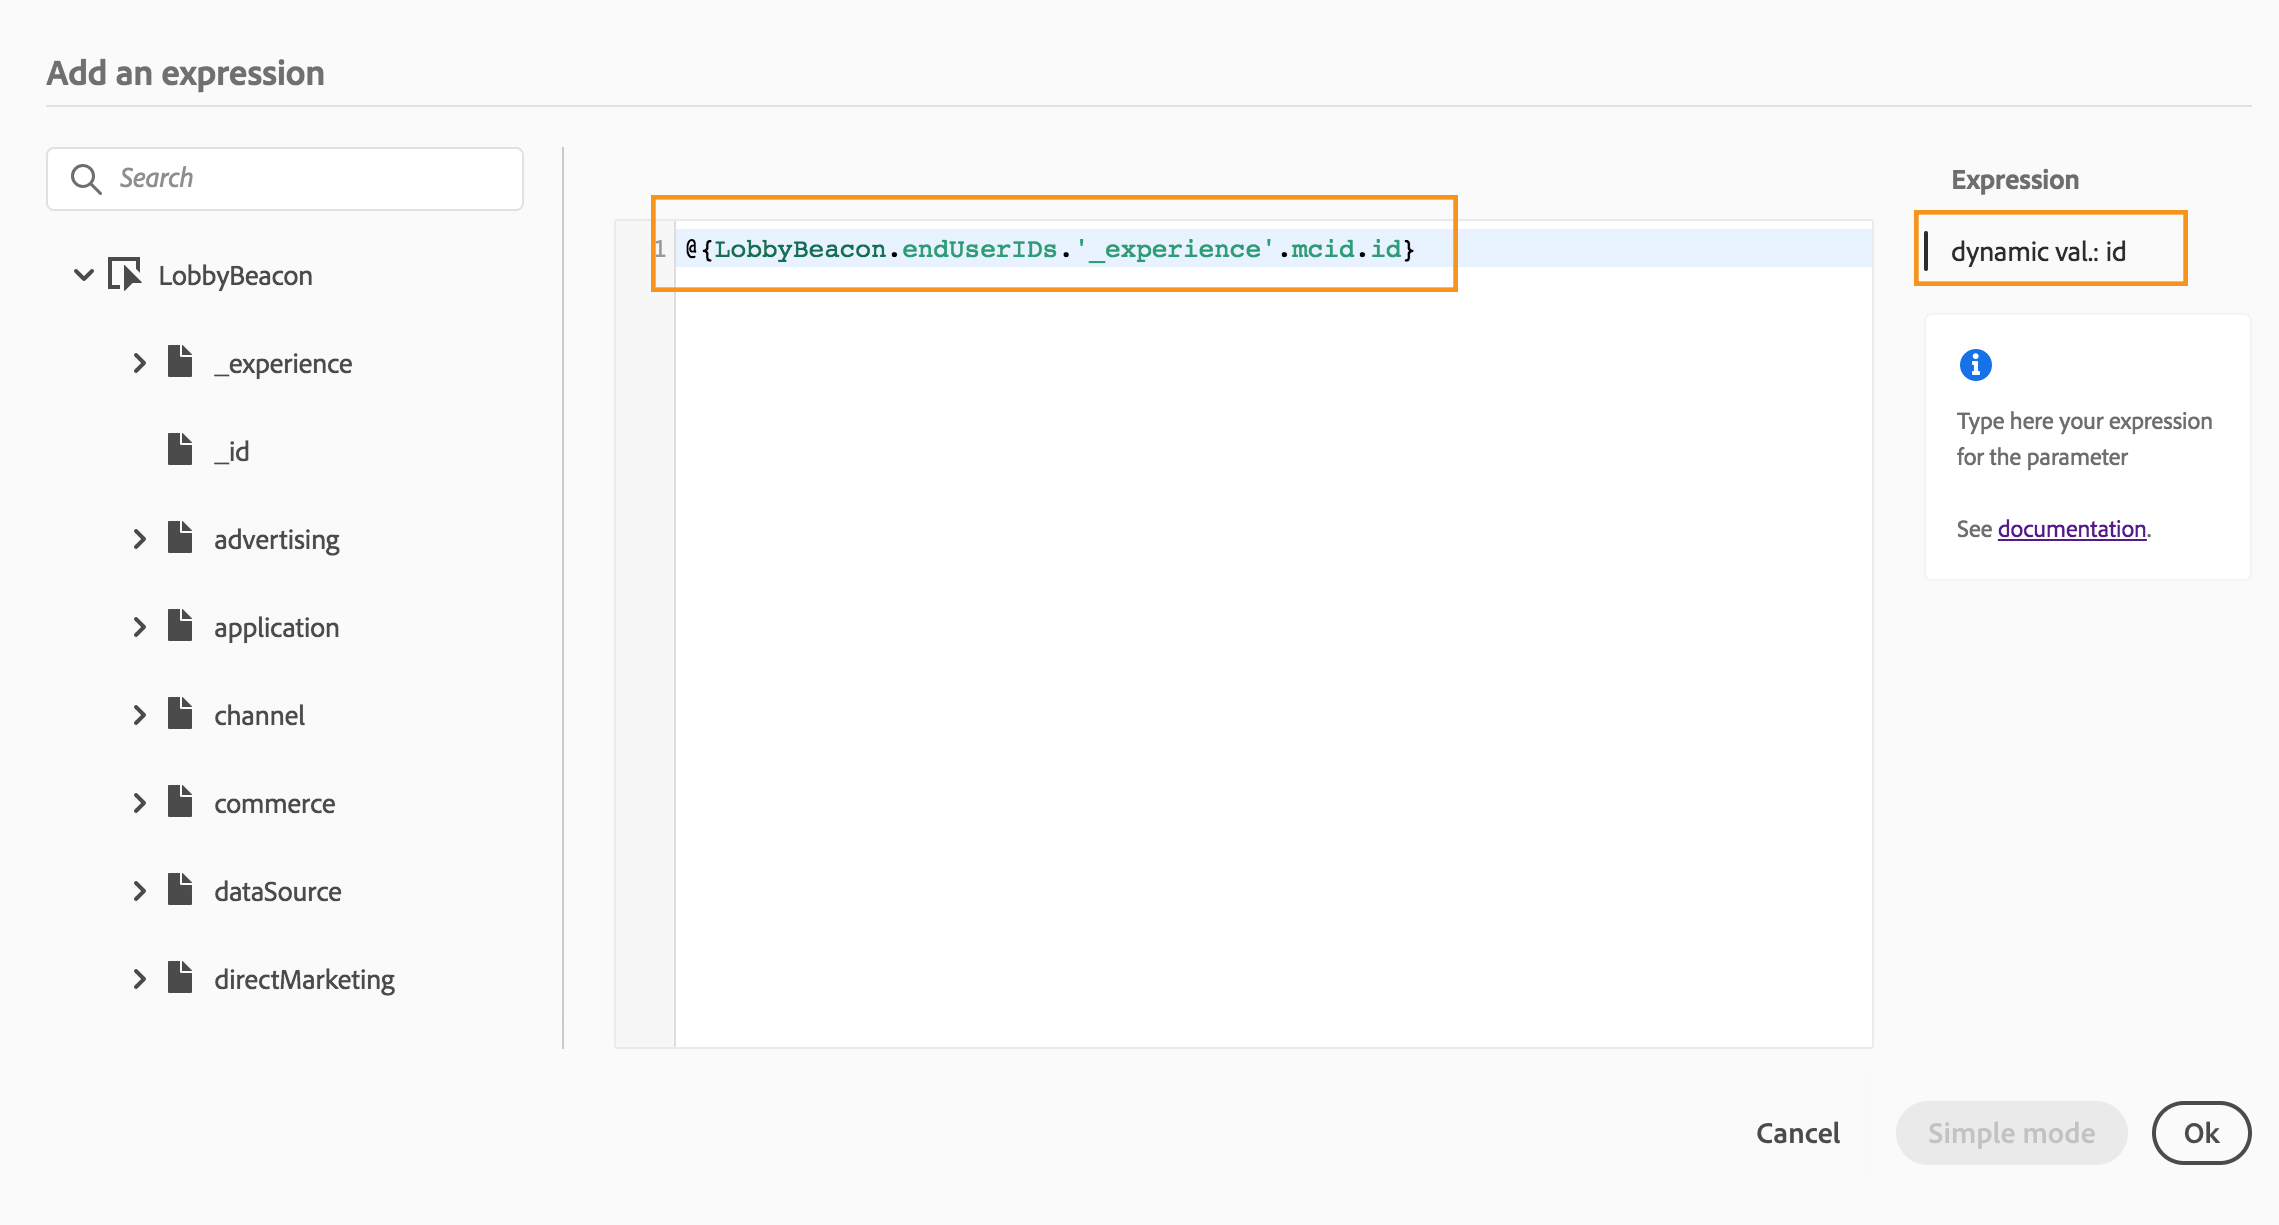 Add an expression
Search
LobbyBeacon
_experience
_id
advertising
application
channel
commerce
dataSource
directMarketing
1 @{LobbyBeacon.endUserIDs.'_experience'.mcid.id}
Expression
dynamic val.: id
Type here your expression
for the parameter
See documentation.
Cancel
Simple mode
Ok